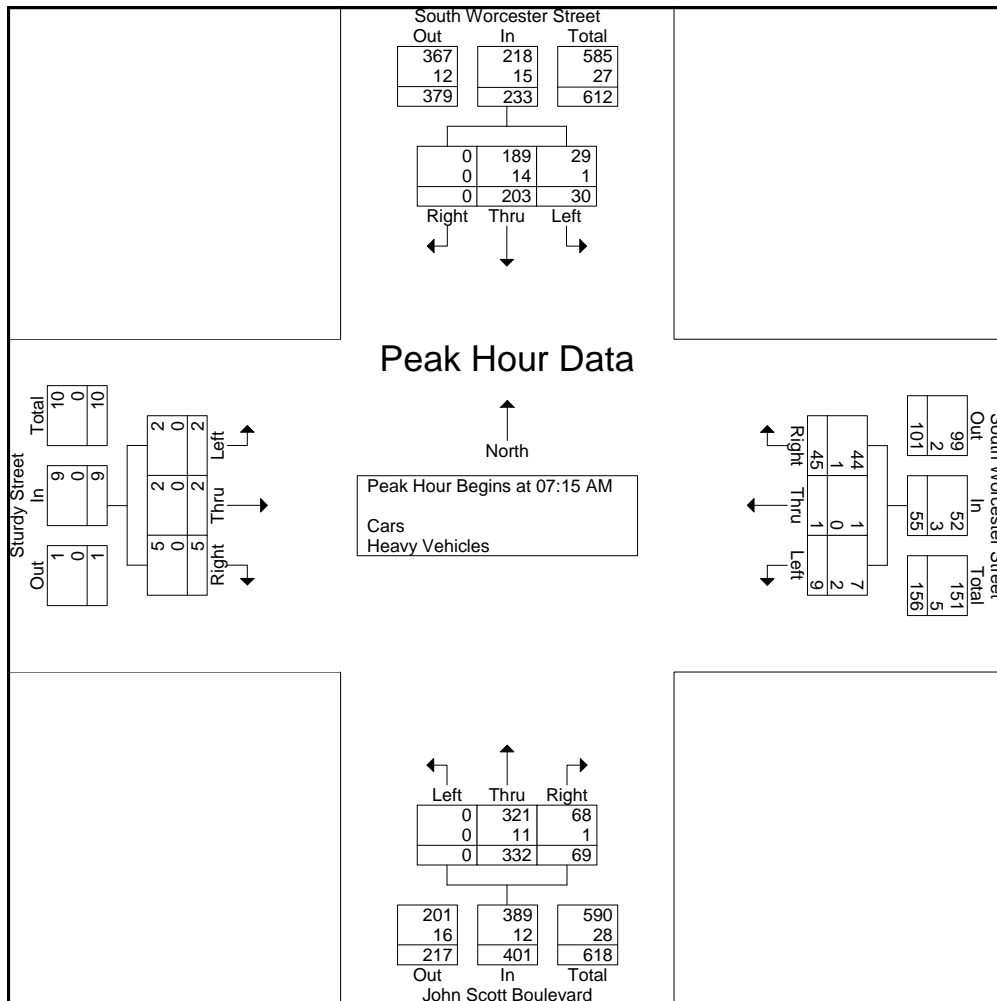 South Worcester Street
Out In Total
367 218 585
12 15 27
379 233 612
0 189 29
0 14 1
0 203 30
Right Thru Left
Peak Hour Data
North
Peak Hour Begins at 07:15 AM
Cars
Heavy Vehicles
Sturdy Street
Out In Total
1 9 10
0 0 0
1 9 10
Left Thru Right
2 2 5
0 0 0
2 2 5
South Worcester Street
Out In Total
99 52 151
2 3 5
101 55 156
44 1 7
1 0 2
45 1 9
Right Thru Left
Left Thru Right
0 321 68
0 11 1
0 332 69
201 389 590
16 12 28
217 401 618
Out In Total
John Scott Boulevard